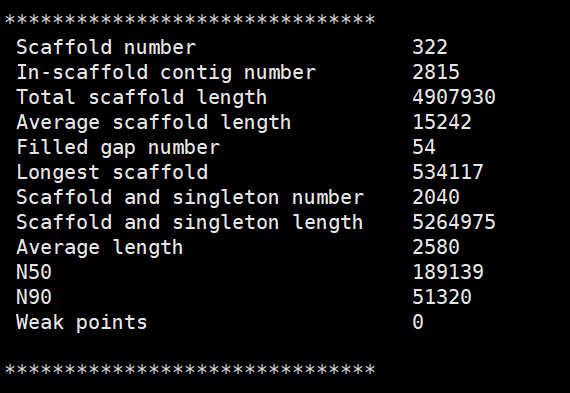 *******************************
Scaffold number 322
In-scaffold contig number 2815
Total scaffold length 4907930
Average scaffold length 15242
Filled gap number 54
Longest scaffold 534117
Scaffold and singleton number 2040
Scaffold and singleton length 5264975
Average length 2580
N50 189139
N90 51320
Weak points 0
*******************************